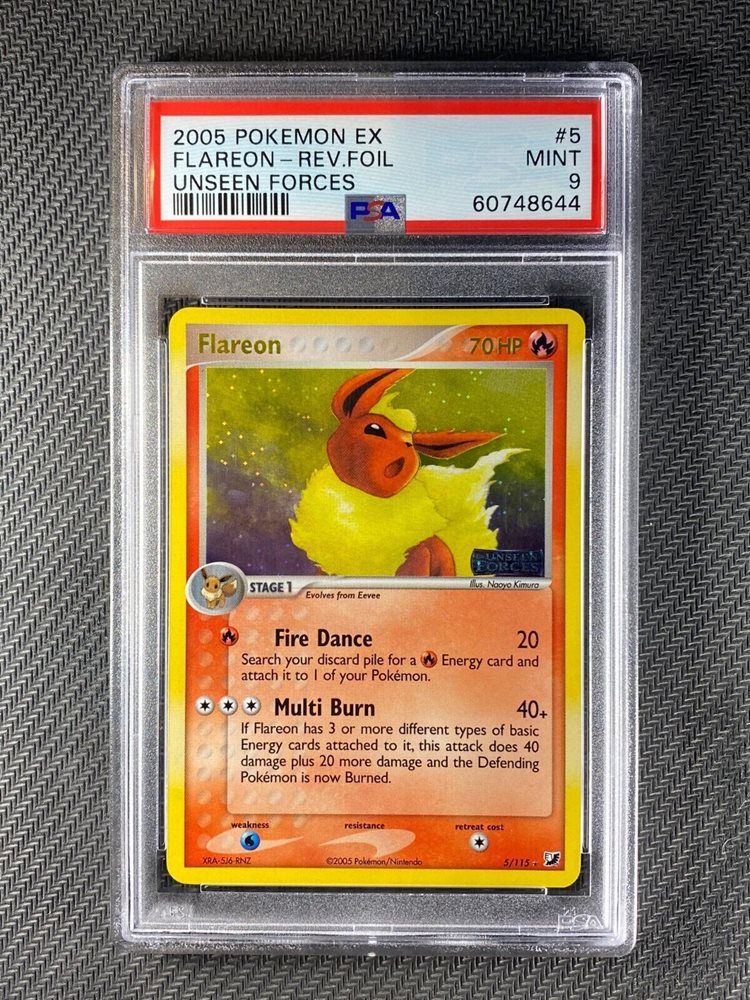 2005 POKEMON EX #5
FLAREON - REV.FOIL MINT
UNSEEN FORCES 9
PSA 60748644
Flareon 70 HP
UNSEEN
FORCES
Illus. Naoyo Kimura
STAGE 1
Evolves from Eevee
Fire Dance 20
Search your discard pile for a Energy card and
attach it to 1 of your Pokémon.
Multi Burn 40+
If Flareon has 3 or more different types of basic
Energy cards attached to it, this attack does 40
damage plus 20 more damage and the Defending
Pokémon is now Burned.
weakness resistance retreat cost
XRA-5J6-RNZ ©2005 Pokémon/Nintendo 5/115